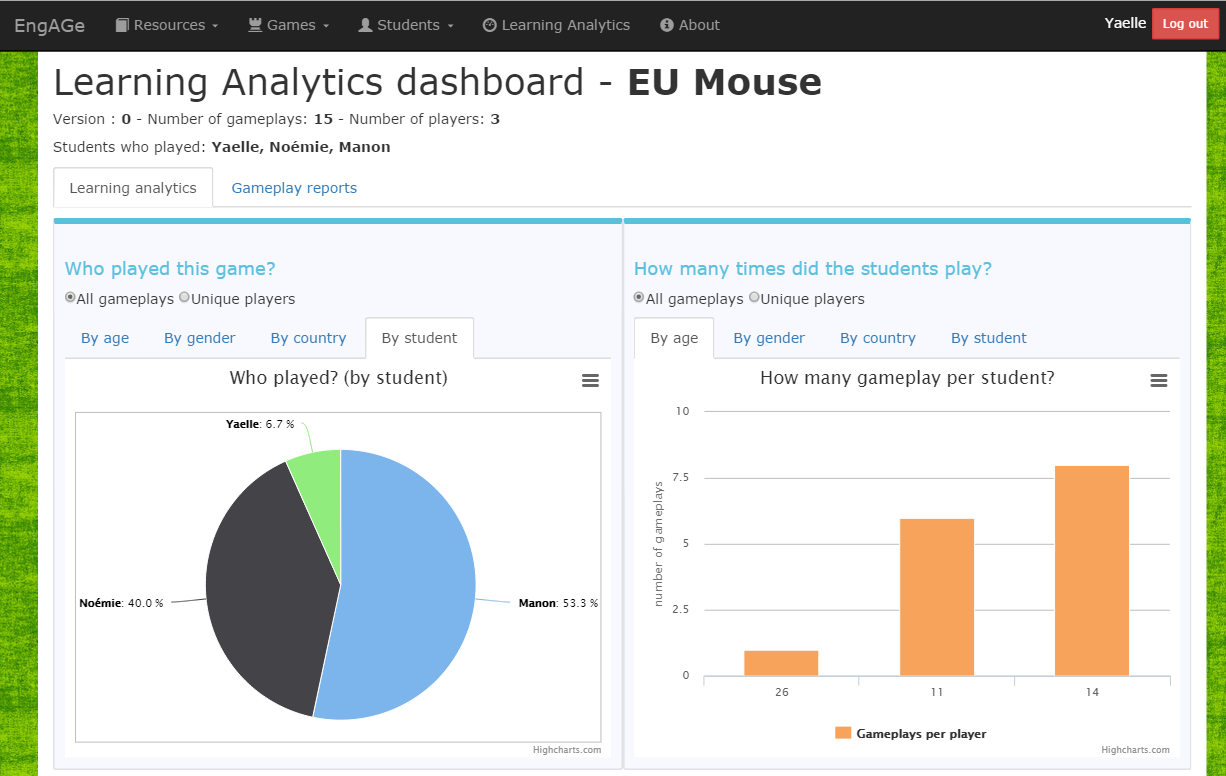 EngAGe Resources Games Students Learning Analytics About Yaelle Log out
Learning Analytics dashboard - EU Mouse
Version : 0 - Number of gameplays: 15 - Number of players: 3
Students who played: Yaelle, Noémie, Manon
Learning analytics Gameplay reports
Who played this game?
All gameplays Unique players
By age By gender By country By student
Who played? (by student)
Yaelle: 6.7 %
Noémie: 40.0 %
Manon: 53.3 %
Highcharts.com
How many times did the students play?
All gameplays Unique players
By age By gender By country By student
How many gameplay per student?
number of gameplays
10
7.5
5
2.5
0
26 11 14
Gameplays per player
Highcharts.com